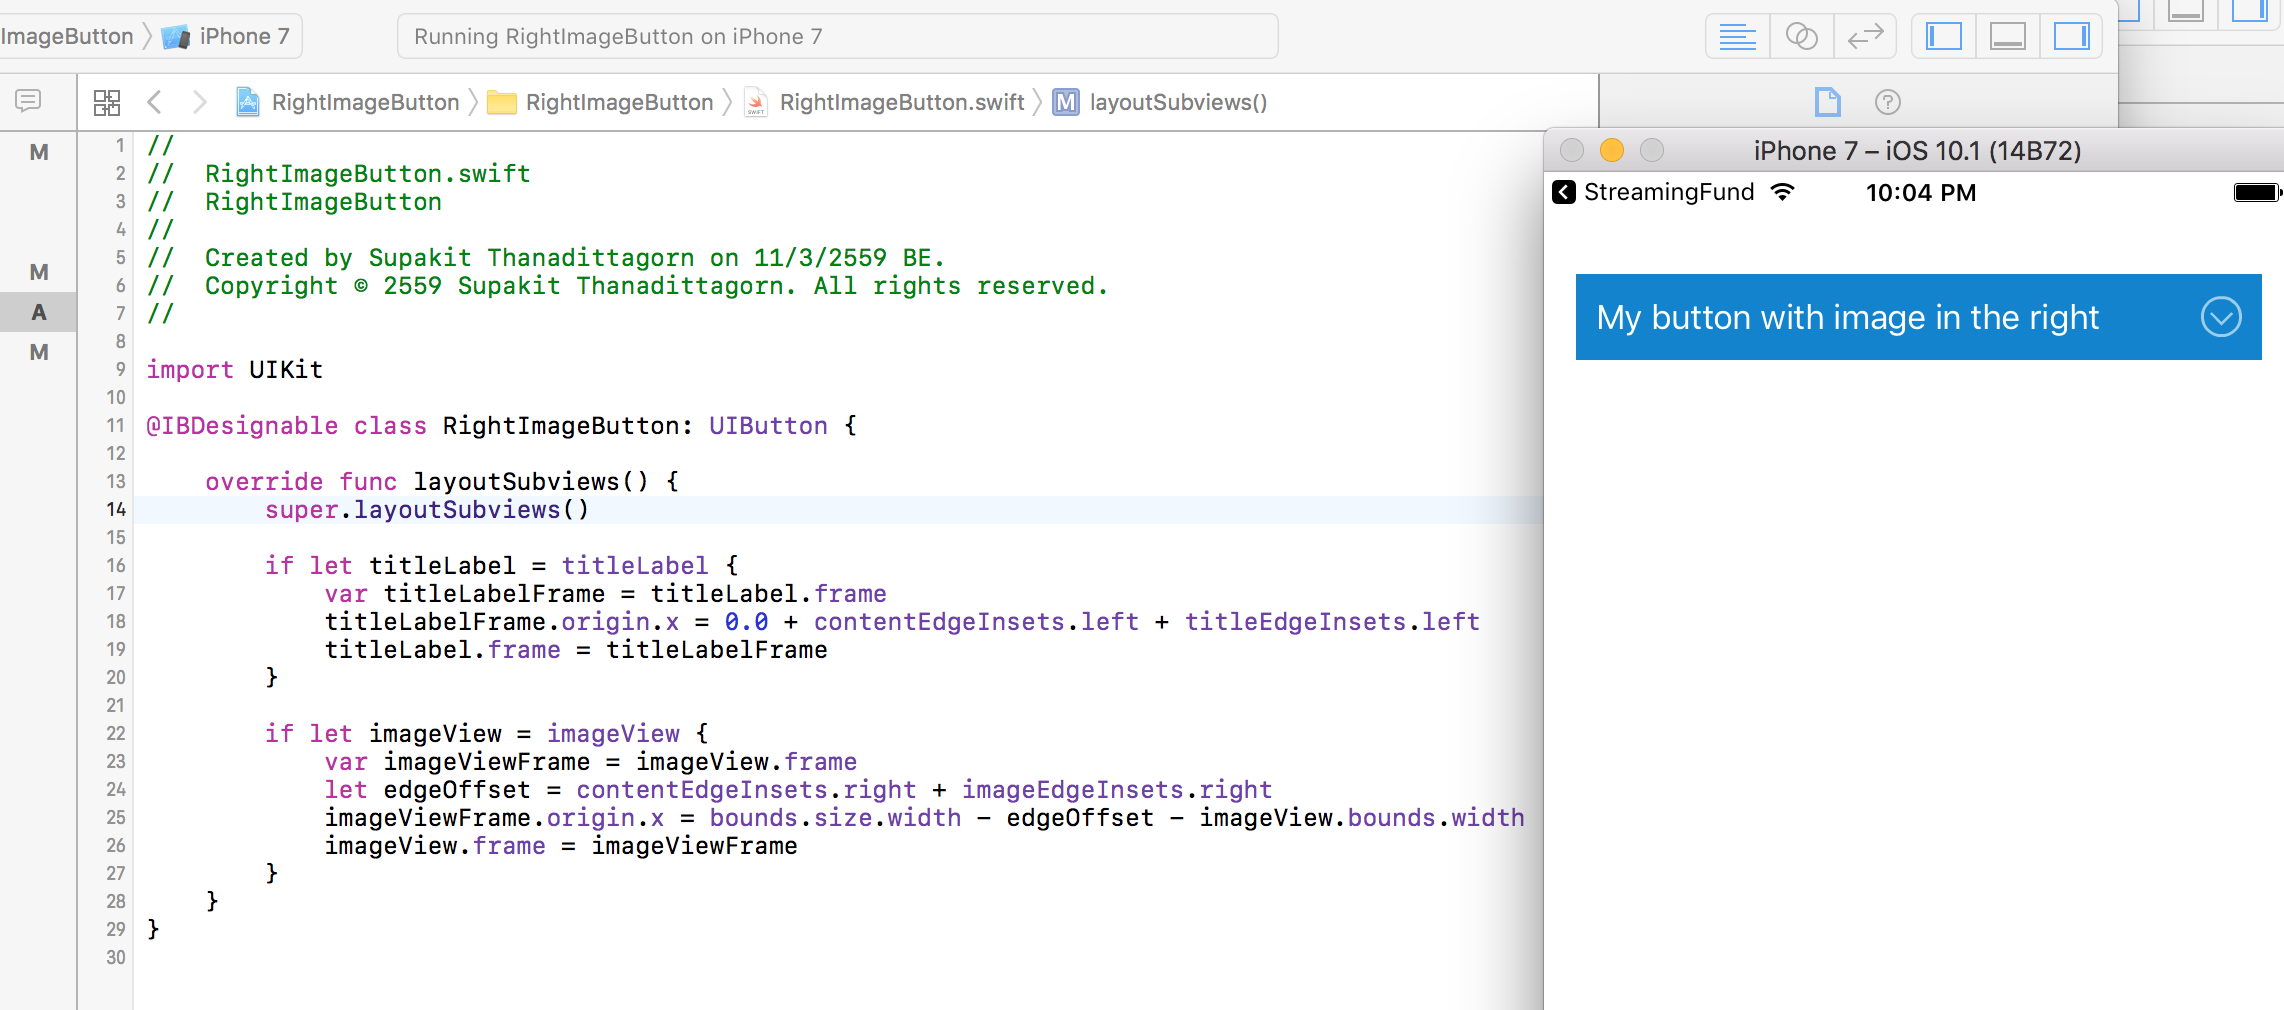 ImageButton iPhone 7 Running RightImageButton on iPhone 7
RightImageButton RightImageButton RightImageButton.swift M layoutSubviews() ?
M
M
A
M
1 //
2 //  RightImageButton.swift
3 //  RightImageButton
4 //
5 //  Created by Supakit Thanadittagorn on 11/3/2559 BE.
6 //  Copyright © 2559 Supakit Thanadittagorn. All rights reserved.
7 //
8
9 import UIKit
10
11 @IBDesignable class RightImageButton: UIButton {
12
13     override func layoutSubviews() {
14         super.layoutSubviews()
15
16         if let titleLabel = titleLabel {
17             var titleLabelFrame = titleLabel.frame
18             titleLabelFrame.origin.x = 0.0 + contentEdgeInsets.left + titleEdgeInsets.left
19             titleLabel.frame = titleLabelFrame
20         }
21
22         if let imageView = imageView {
23             var imageViewFrame = imageView.frame
24             let edgeOffset = contentEdgeInsets.right + imageEdgeInsets.right
25             imageViewFrame.origin.x = bounds.size.width - edgeOffset - imageView.bounds.width
26             imageView.frame = imageViewFrame
27         }
28     }
29 }
30
iPhone 7 – iOS 10.1 (14B72)
StreamingFund 10:04 PM
My button with image in the right